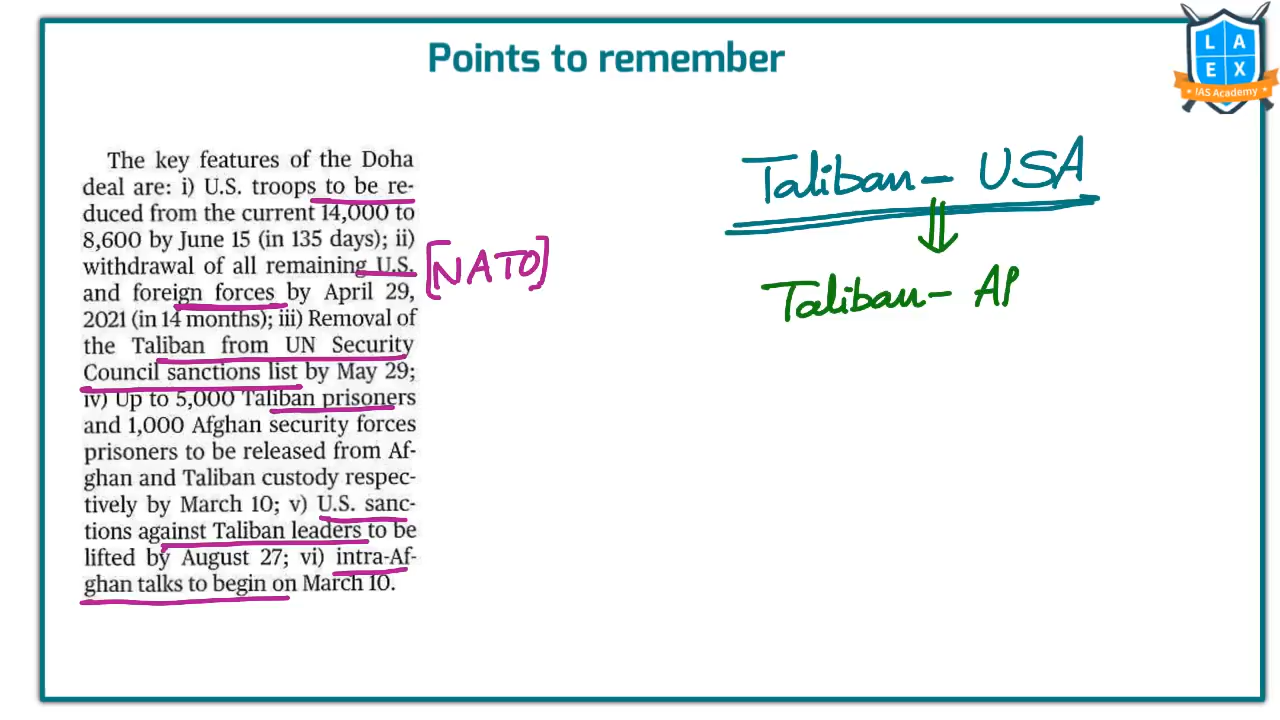 Points to remember
L A
E X
IAS Academy
The key features of the Doha
deal are: i) U.S. troops to be re-
duced from the current 14,000 to
8,600 by June 15 (in 135 days); ii)
withdrawal of all remaining U.S.
and foreign forces by April 29,
2021 (in 14 months); iii) Removal of
the Taliban from UN Security
Council sanctions list by May 29;
iv) Up to 5,000 Taliban prisoners
and 1,000 Afghan security forces
prisoners to be released from Af-
ghan and Taliban custody respec-
tively by March 10; v) U.S. sanc-
tions against Taliban leaders to be
lifted by August 27; vi) intra-Af-
ghan talks to begin on March 10.
[NATO]
Taliban - USA
Taliban -